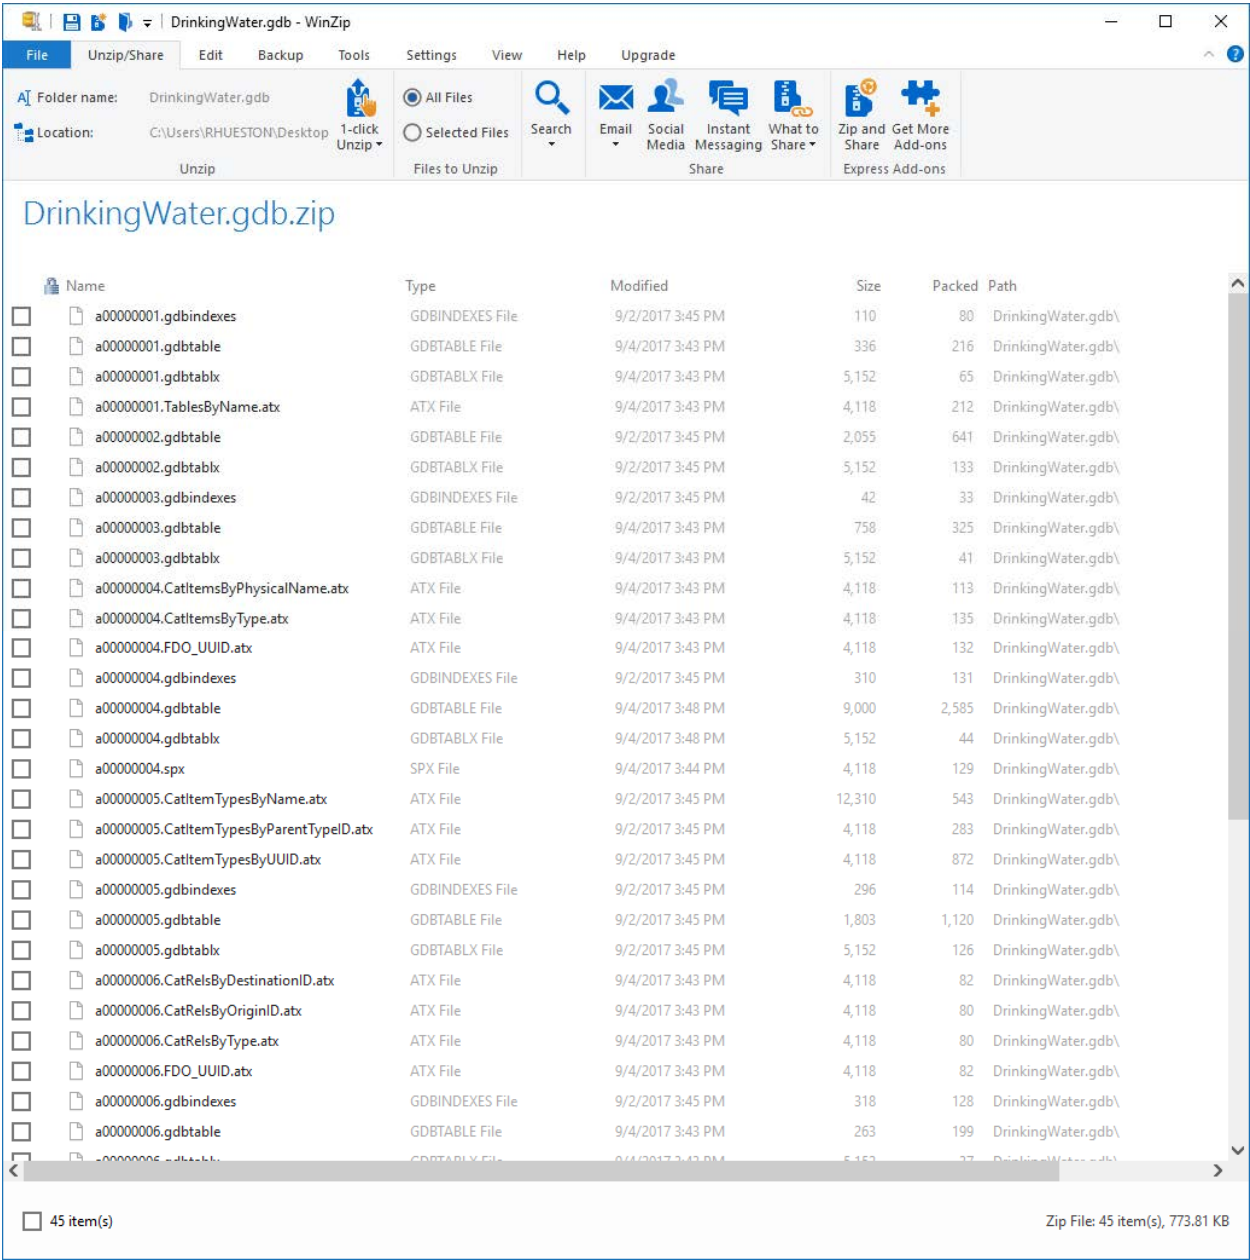 DrinkingWater.gdb - WinZip
File Unzip/Share Edit Backup Tools Settings View Help Upgrade
Folder name: DrinkingWater.gdb
Location: C:\Users\RHUESTON\Desktop
1-click Unzip
Unzip
All Files
Selected Files
Files to Unzip
Search
Email
Social Media
Instant Messaging
What to Share
Share
Zip and Share
Get More Add-ons
Express Add-ons
DrinkingWater.gdb.zip
Name Type Modified Size Packed Path
a00000001.gdbindexes GDBINDEXES File 9/2/2017 3:45 PM 110 80 DrinkingWater.gdb\
a00000001.gdbtable GDBTABLE File 9/4/2017 3:43 PM 336 216 DrinkingWater.gdb\
a00000001.gdbtablx GDBTABLX File 9/4/2017 3:43 PM 5,152 65 DrinkingWater.gdb\
a00000001.TablesByName.atx ATX File 9/4/2017 3:43 PM 4,118 212 DrinkingWater.gdb\
a00000002.gdbtable GDBTABLE File 9/2/2017 3:45 PM 2,055 641 DrinkingWater.gdb\
a00000002.gdbtablx GDBTABLX File 9/2/2017 3:45 PM 5,152 133 DrinkingWater.gdb\
a00000003.gdbindexes GDBINDEXES File 9/2/2017 3:45 PM 42 33 DrinkingWater.gdb\
a00000003.gdbtable GDBTABLE File 9/4/2017 3:43 PM 758 325 DrinkingWater.gdb\
a00000003.gdbtablx GDBTABLX File 9/4/2017 3:43 PM 5,152 41 DrinkingWater.gdb\
a00000004.CatItemsByPhysicalName.atx ATX File 9/4/2017 3:43 PM 4,118 113 DrinkingWater.gdb\
a00000004.CatItemsByType.atx ATX File 9/4/2017 3:43 PM 4,118 135 DrinkingWater.gdb\
a00000004.FDO_UUID.atx ATX File 9/4/2017 3:43 PM 4,118 132 DrinkingWater.gdb\
a00000004.gdbindexes GDBINDEXES File 9/2/2017 3:45 PM 310 131 DrinkingWater.gdb\
a00000004.gdbtable GDBTABLE File 9/4/2017 3:48 PM 9,000 2,585 DrinkingWater.gdb\
a00000004.gdbtablx GDBTABLX File 9/4/2017 3:48 PM 5,152 44 DrinkingWater.gdb\
a00000004.spx SPX File 9/4/2017 3:44 PM 4,118 129 DrinkingWater.gdb\
a00000005.CatItemTypesByName.atx ATX File 9/2/2017 3:45 PM 12,310 543 DrinkingWater.gdb\
a00000005.CatItemTypesByParentTypeID.atx ATX File 9/2/2017 3:45 PM 4,118 283 DrinkingWater.gdb\
a00000005.CatItemTypesByUUID.atx ATX File 9/2/2017 3:45 PM 4,118 872 DrinkingWater.gdb\
a00000005.gdbindexes GDBINDEXES File 9/2/2017 3:45 PM 296 114 DrinkingWater.gdb\
a00000005.gdbtable GDBTABLE File 9/2/2017 3:45 PM 1,803 1,120 DrinkingWater.gdb\
a00000005.gdbtablx GDBTABLX File 9/2/2017 3:45 PM 5,152 126 DrinkingWater.gdb\
a00000006.CatRelsByDestinationID.atx ATX File 9/4/2017 3:43 PM 4,118 82 DrinkingWater.gdb\
a00000006.CatRelsByOriginID.atx ATX File 9/4/2017 3:43 PM 4,118 80 DrinkingWater.gdb\
a00000006.CatRelsByType.atx ATX File 9/4/2017 3:43 PM 4,118 80 DrinkingWater.gdb\
a00000006.FDO_UUID.atx ATX File 9/4/2017 3:43 PM 4,118 82 DrinkingWater.gdb\
a00000006.gdbindexes GDBINDEXES File 9/2/2017 3:45 PM 318 128 DrinkingWater.gdb\
a00000006.gdbtable GDBTABLE File 9/4/2017 3:43 PM 263 199 DrinkingWater.gdb\
45 item(s)
Zip File: 45 item(s), 773.81 KB